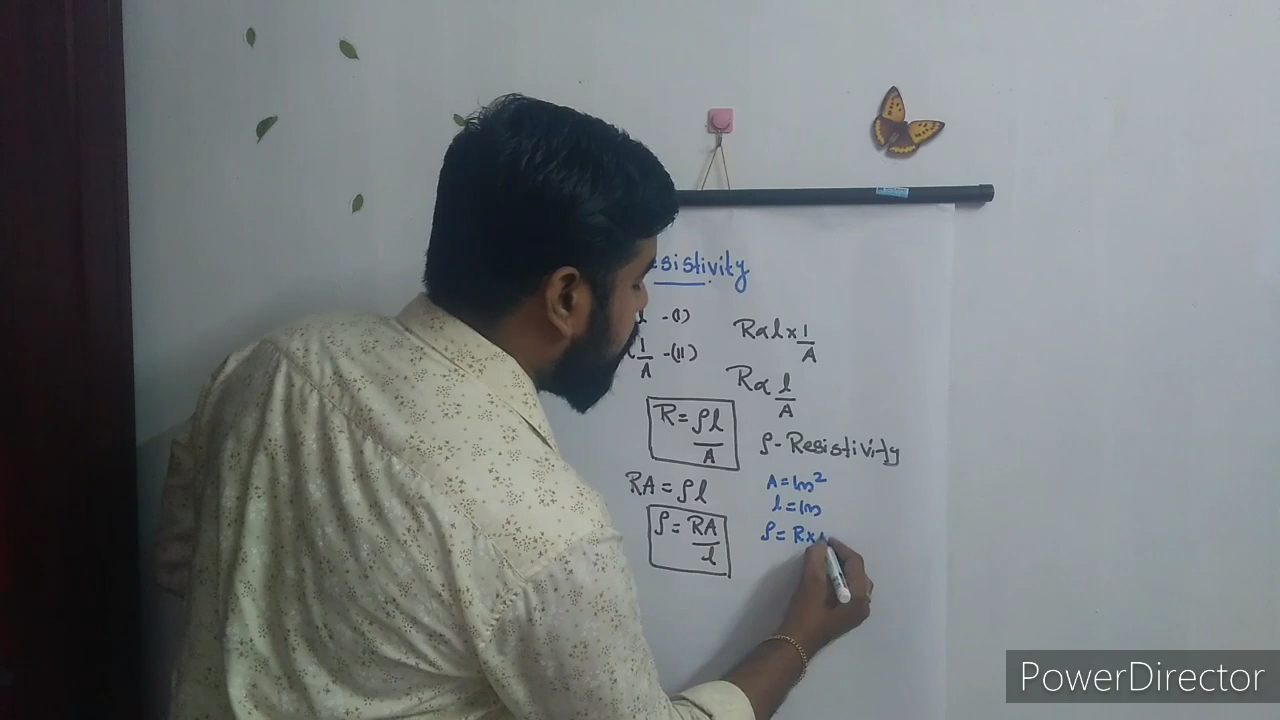 esistivity
l -(I)
1/A -(II)
R∝l×1/A
R∝l/A
R=ρl/A
ρ-Resistivity
RA=ρl
A=1m²
l=1m
ρ=RA/l
ρ=R×
PowerDirector